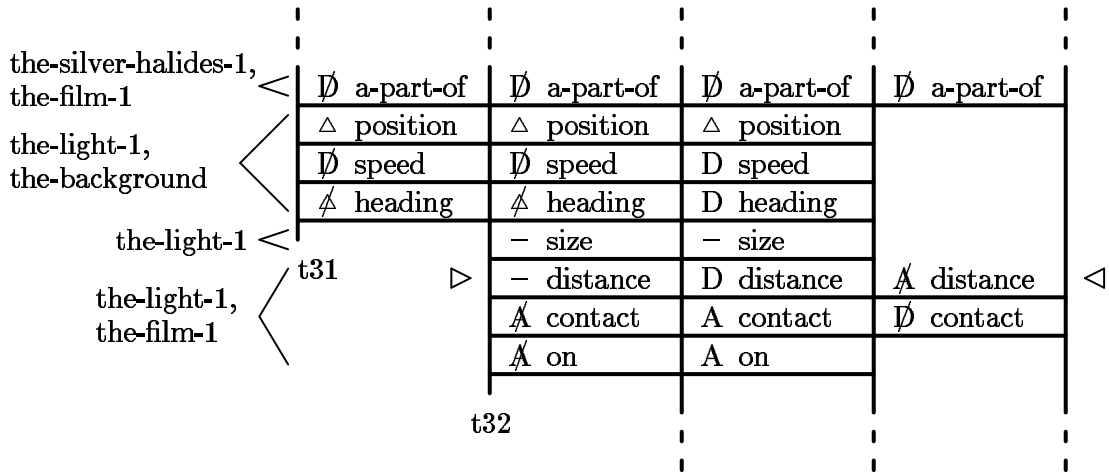 the-silver-halides-1,
the-film-1
D̸ a-part-of D̸ a-part-of D̸ a-part-of D̸ a-part-of
the-light-1,
the-background
△ position △ position △ position
D̸ speed D̸ speed D speed
△̸ heading △̸ heading D heading
the-light-1
– size – size
t31
the-light-1,
the-film-1
▷ – distance D distance A̸ distance ◁
A̸ contact A contact D̸ contact
A̸ on A on
t32